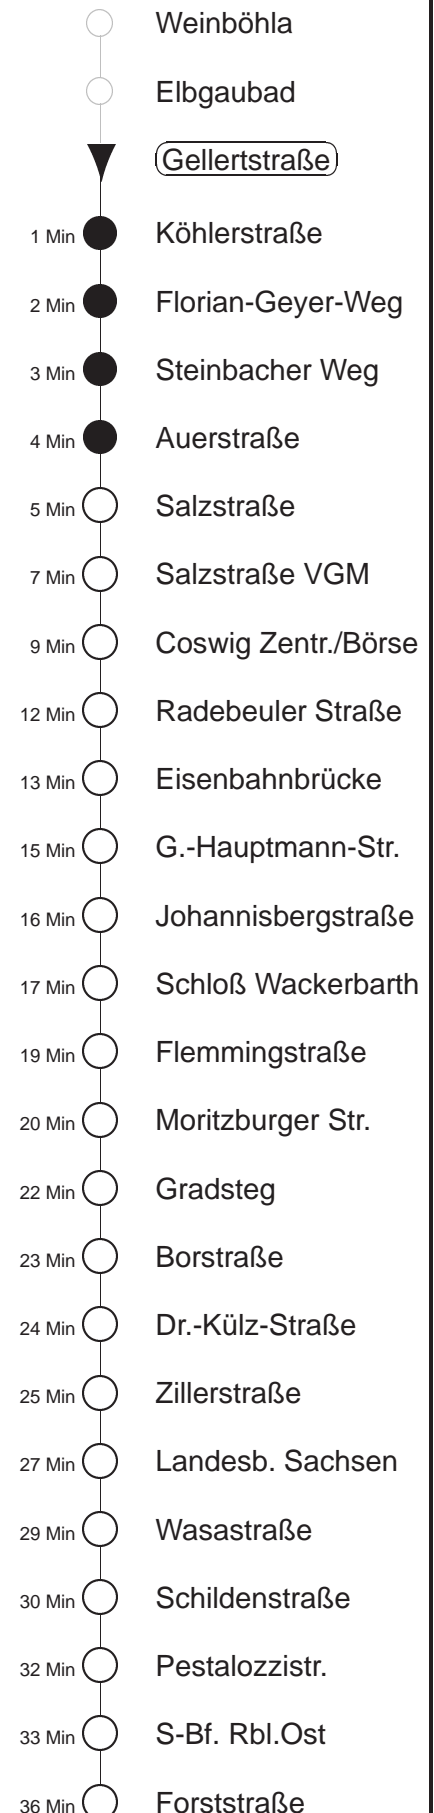 Weinböhla
Elbgaubad
Gellertstraße
1 Min Köhlerstraße
2 Min Florian-Geyer-Weg
3 Min Steinbacher Weg
4 Min Auerstraße
5 Min Salzstraße
7 Min Salzstraße VGM
9 Min Coswig Zentr./Börse
12 Min Radebeuler Straße
13 Min Eisenbahnbrücke
15 Min G.-Hauptmann-Str.
16 Min Johannisbergstraße
17 Min Schloß Wackerbarth
19 Min Flemmingstraße
20 Min Moritzburger Str.
22 Min Gradsteg
23 Min Borstraße
24 Min Dr.-Külz-Straße
25 Min Zillerstraße
27 Min Landesb. Sachsen
29 Min Wasastraße
30 Min Schildenstraße
32 Min Pestalozzistr.
33 Min S-Bf. Rbl.Ost
36 Min Forststraße